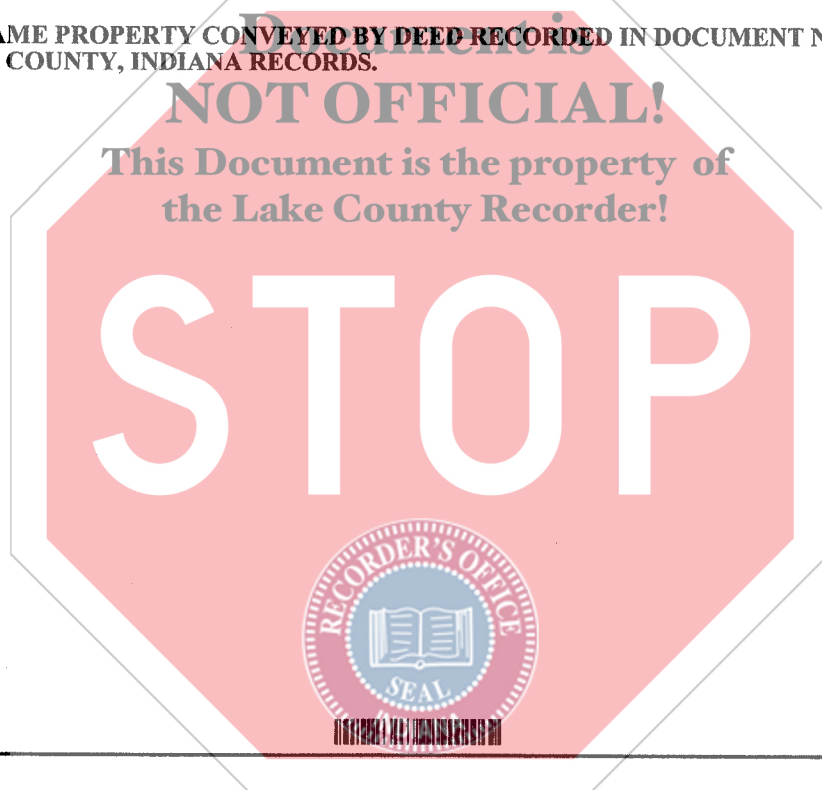 Document is
AME PROPERTY CONVEYED BY DEED RECORDED IN DOCUMENT N
COUNTY, INDIANA RECORDS.
NOT OFFICIAL!
This Document is the property of
the Lake County Recorder!
STOP
RECORDER'S OFFICE
SEAL
INDIANA